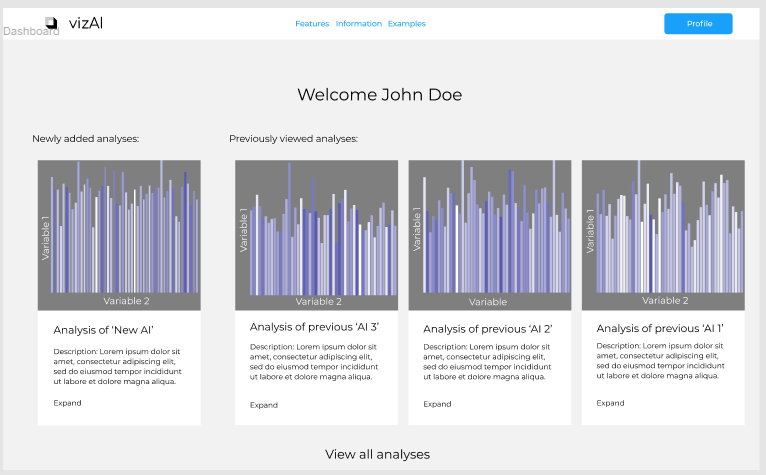 Dashboard
vizAI
Features Information Examples
Profile
Welcome John Doe
Newly added analyses:
Previously viewed analyses:
Variable 1
Variable 2
Analysis of ‘New AI’
Description: Lorem ipsum dolor sit
amet, consectetur adipiscing elit,
sed do eiusmod tempor incididunt
ut labore et dolore magna aliqua.
Expand
Variable 1
Variable 2
Analysis of previous ‘AI 3’
Description: Lorem ipsum dolor sit
amet, consectetur adipiscing elit,
sed do eiusmod tempor incididunt
ut labore et dolore magna aliqua.
Expand
Variable 1
Variable
Analysis of previous ‘AI 2’
Description: Lorem ipsum dolor sit
amet, consectetur adipiscing elit,
sed do eiusmod tempor incididunt
ut labore et dolore magna aliqua.
Expand
Variable 1
Variable 2
Analysis of previous ‘AI 1’
Description: Lorem ipsum dolor sit
amet, consectetur adipiscing elit,
sed do eiusmod tempor incididunt
ut labore et dolore magna aliqua.
Expand
View all analyses